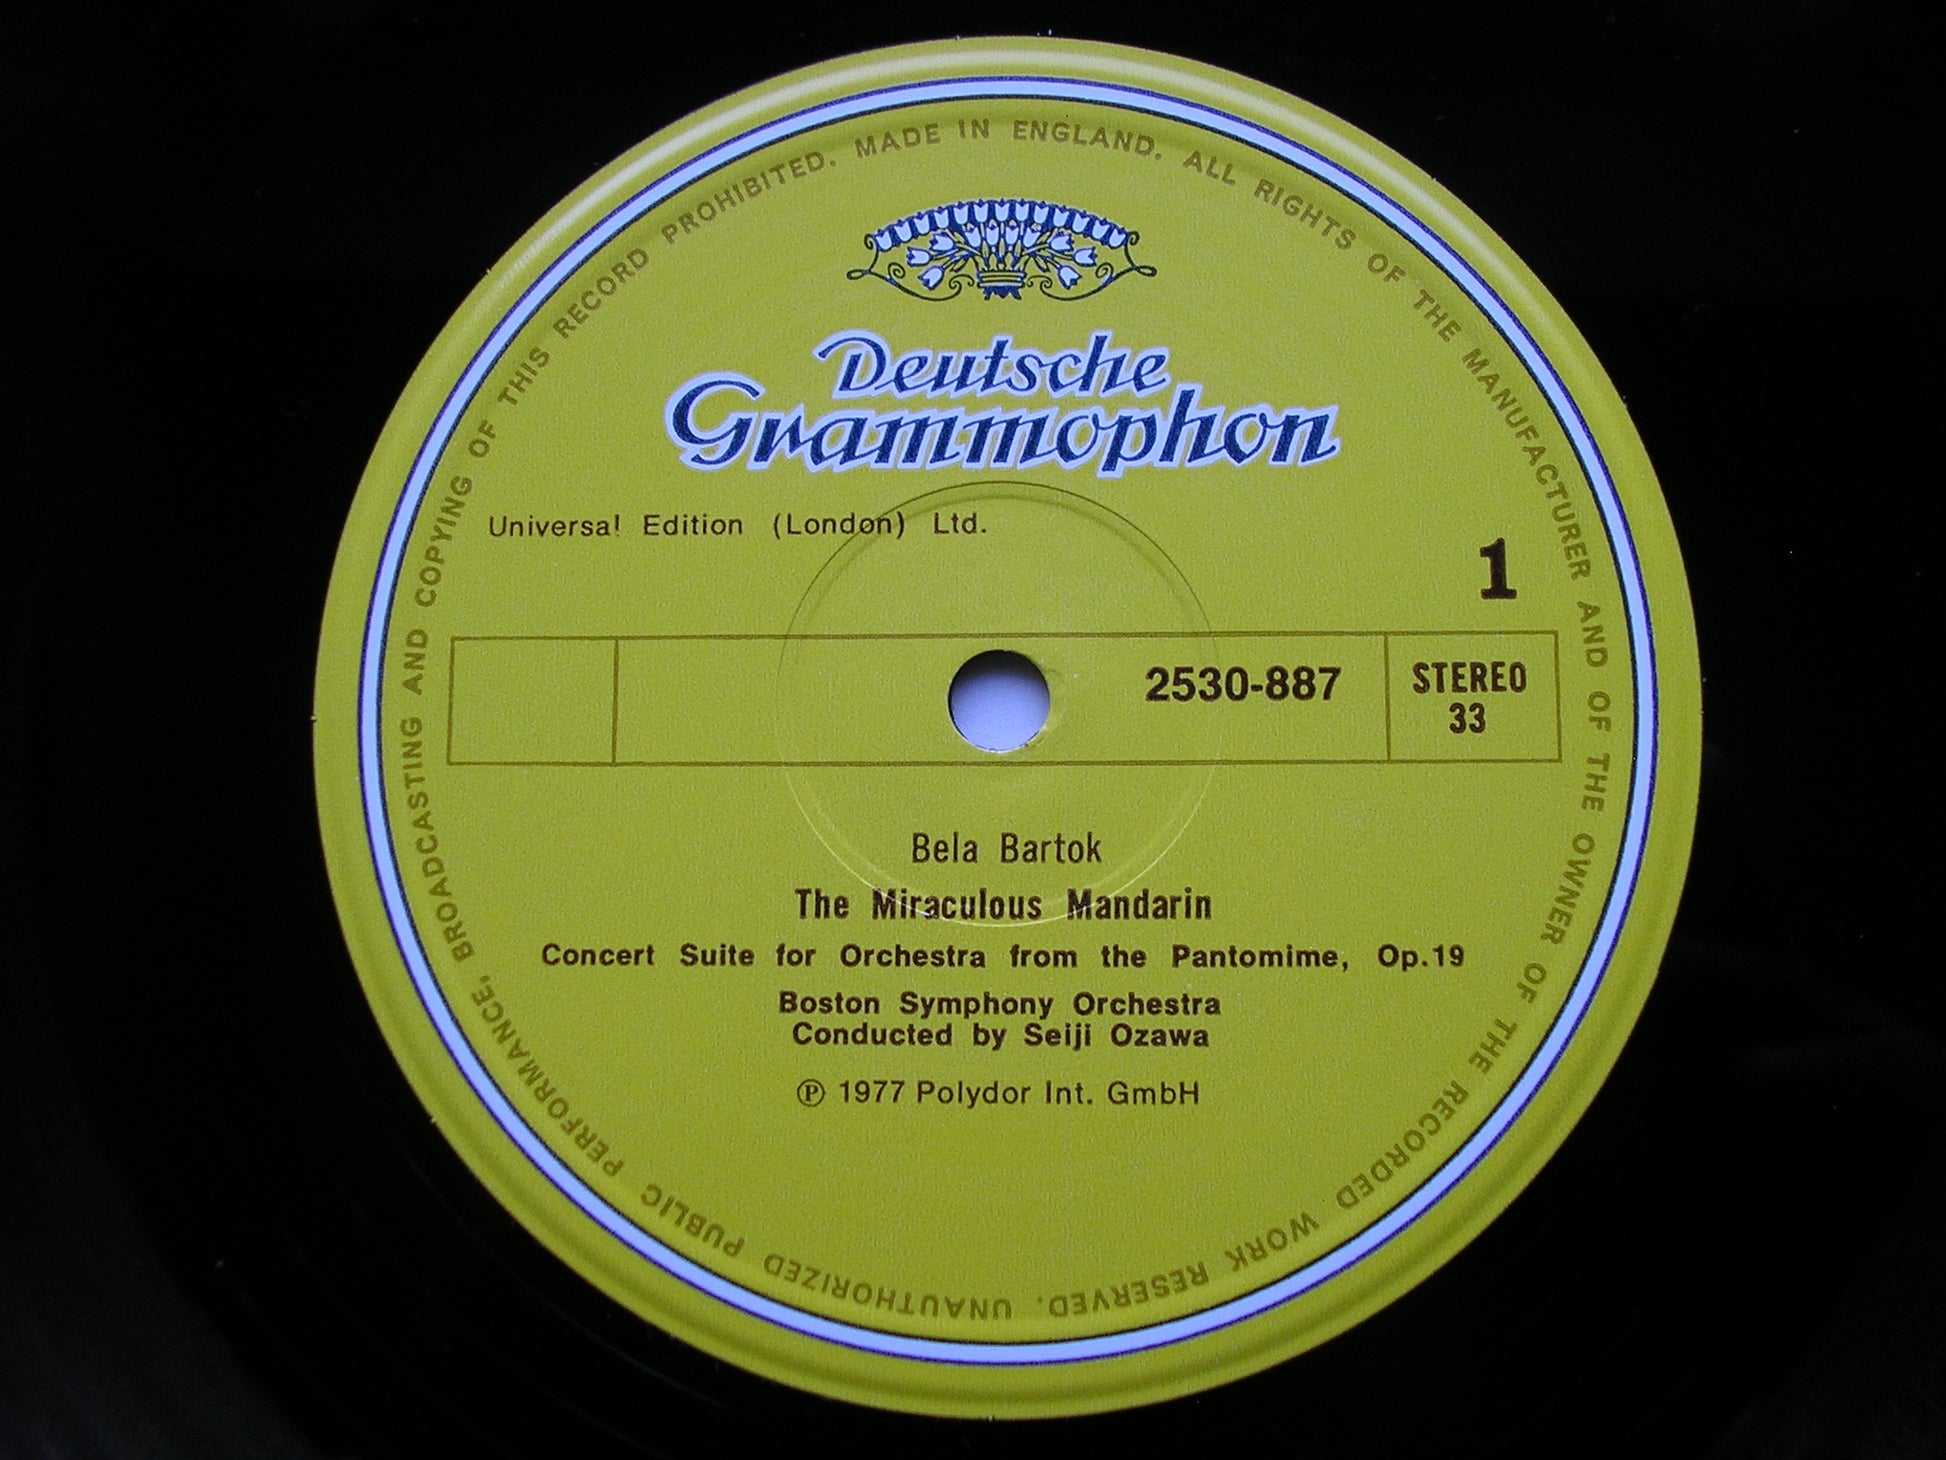 MADE IN ENGLAND. ALL RIGHTS OF THE MANUFACTURER AND OF THE OWNER OF THE RECORDED WORK RESERVED. UNAUTHORIZED PUBLIC PERFORMANCE, BROADCASTING AND COPYING OF THIS RECORD PROHIBITED.
Deutsche
Grammophon
Universal Edition (London) Ltd.
1
2530-887
STEREO
33
Bela Bartok
The Miraculous Mandarin
Concert Suite for Orchestra from the Pantomime, Op.19
Boston Symphony Orchestra
Conducted by Seiji Ozawa
℗ 1977 Polydor Int. GmbH